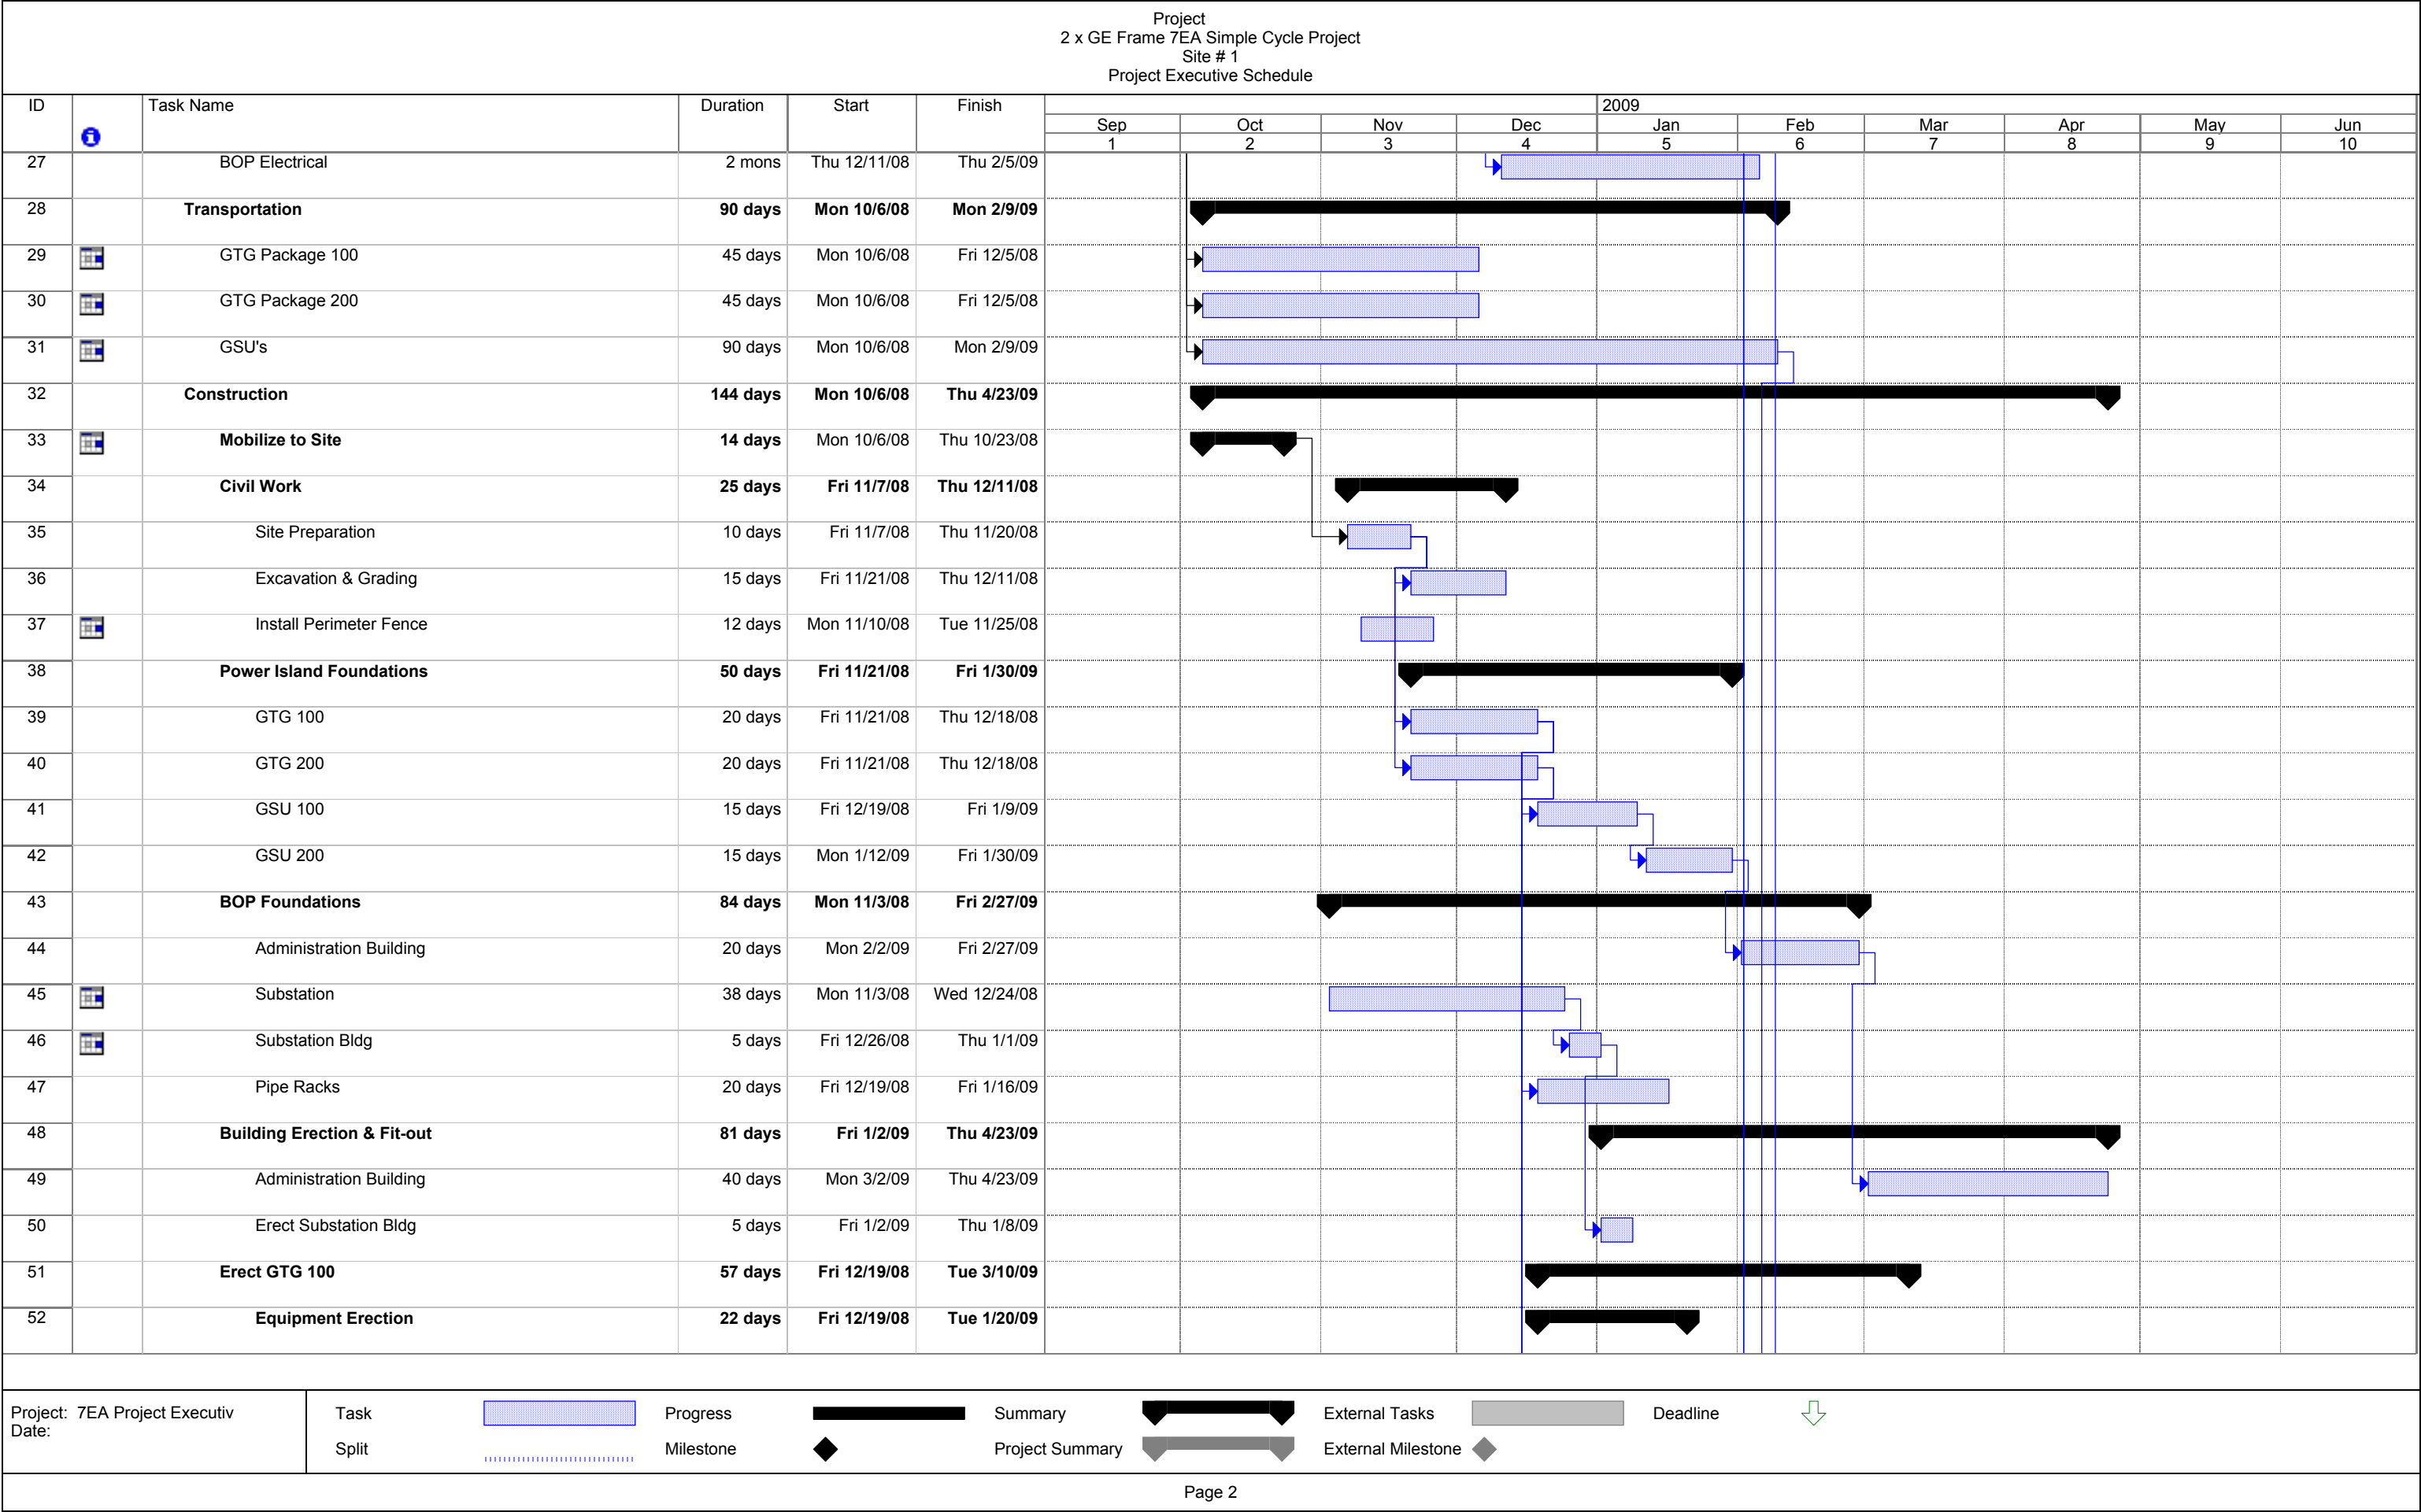 Project
2 x GE Frame 7EA Simple Cycle Project
Site # 1
Project Executive Schedule
ID Task Name Duration Start Finish 2009
Sep Oct Nov Dec Jan Feb Mar Apr May Jun
1 2 3 4 5 6 7 8 9 10
27 BOP Electrical 2 mons Thu 12/11/08 Thu 2/5/09
28 Transportation 90 days Mon 10/6/08 Mon 2/9/09
29 GTG Package 100 45 days Mon 10/6/08 Fri 12/5/08
30 GTG Package 200 45 days Mon 10/6/08 Fri 12/5/08
31 GSU's 90 days Mon 10/6/08 Mon 2/9/09
32 Construction 144 days Mon 10/6/08 Thu 4/23/09
33 Mobilize to Site 14 days Mon 10/6/08 Thu 10/23/08
34 Civil Work 25 days Fri 11/7/08 Thu 12/11/08
35 Site Preparation 10 days Fri 11/7/08 Thu 11/20/08
36 Excavation & Grading 15 days Fri 11/21/08 Thu 12/11/08
37 Install Perimeter Fence 12 days Mon 11/10/08 Tue 11/25/08
38 Power Island Foundations 50 days Fri 11/21/08 Fri 1/30/09
39 GTG 100 20 days Fri 11/21/08 Thu 12/18/08
40 GTG 200 20 days Fri 11/21/08 Thu 12/18/08
41 GSU 100 15 days Fri 12/19/08 Fri 1/9/09
42 GSU 200 15 days Mon 1/12/09 Fri 1/30/09
43 BOP Foundations 84 days Mon 11/3/08 Fri 2/27/09
44 Administration Building 20 days Mon 2/2/09 Fri 2/27/09
45 Substation 38 days Mon 11/3/08 Wed 12/24/08
46 Substation Bldg 5 days Fri 12/26/08 Thu 1/1/09
47 Pipe Racks 20 days Fri 12/19/08 Fri 1/16/09
48 Building Erection & Fit-out 81 days Fri 1/2/09 Thu 4/23/09
49 Administration Building 40 days Mon 3/2/09 Thu 4/23/09
50 Erect Substation Bldg 5 days Fri 1/2/09 Thu 1/8/09
51 Erect GTG 100 57 days Fri 12/19/08 Tue 3/10/09
52 Equipment Erection 22 days Fri 12/19/08 Tue 1/20/09
Project: 7EA Project Executiv
Date:
Task Progress Summary External Tasks Deadline
Split Milestone Project Summary External Milestone
Page 2